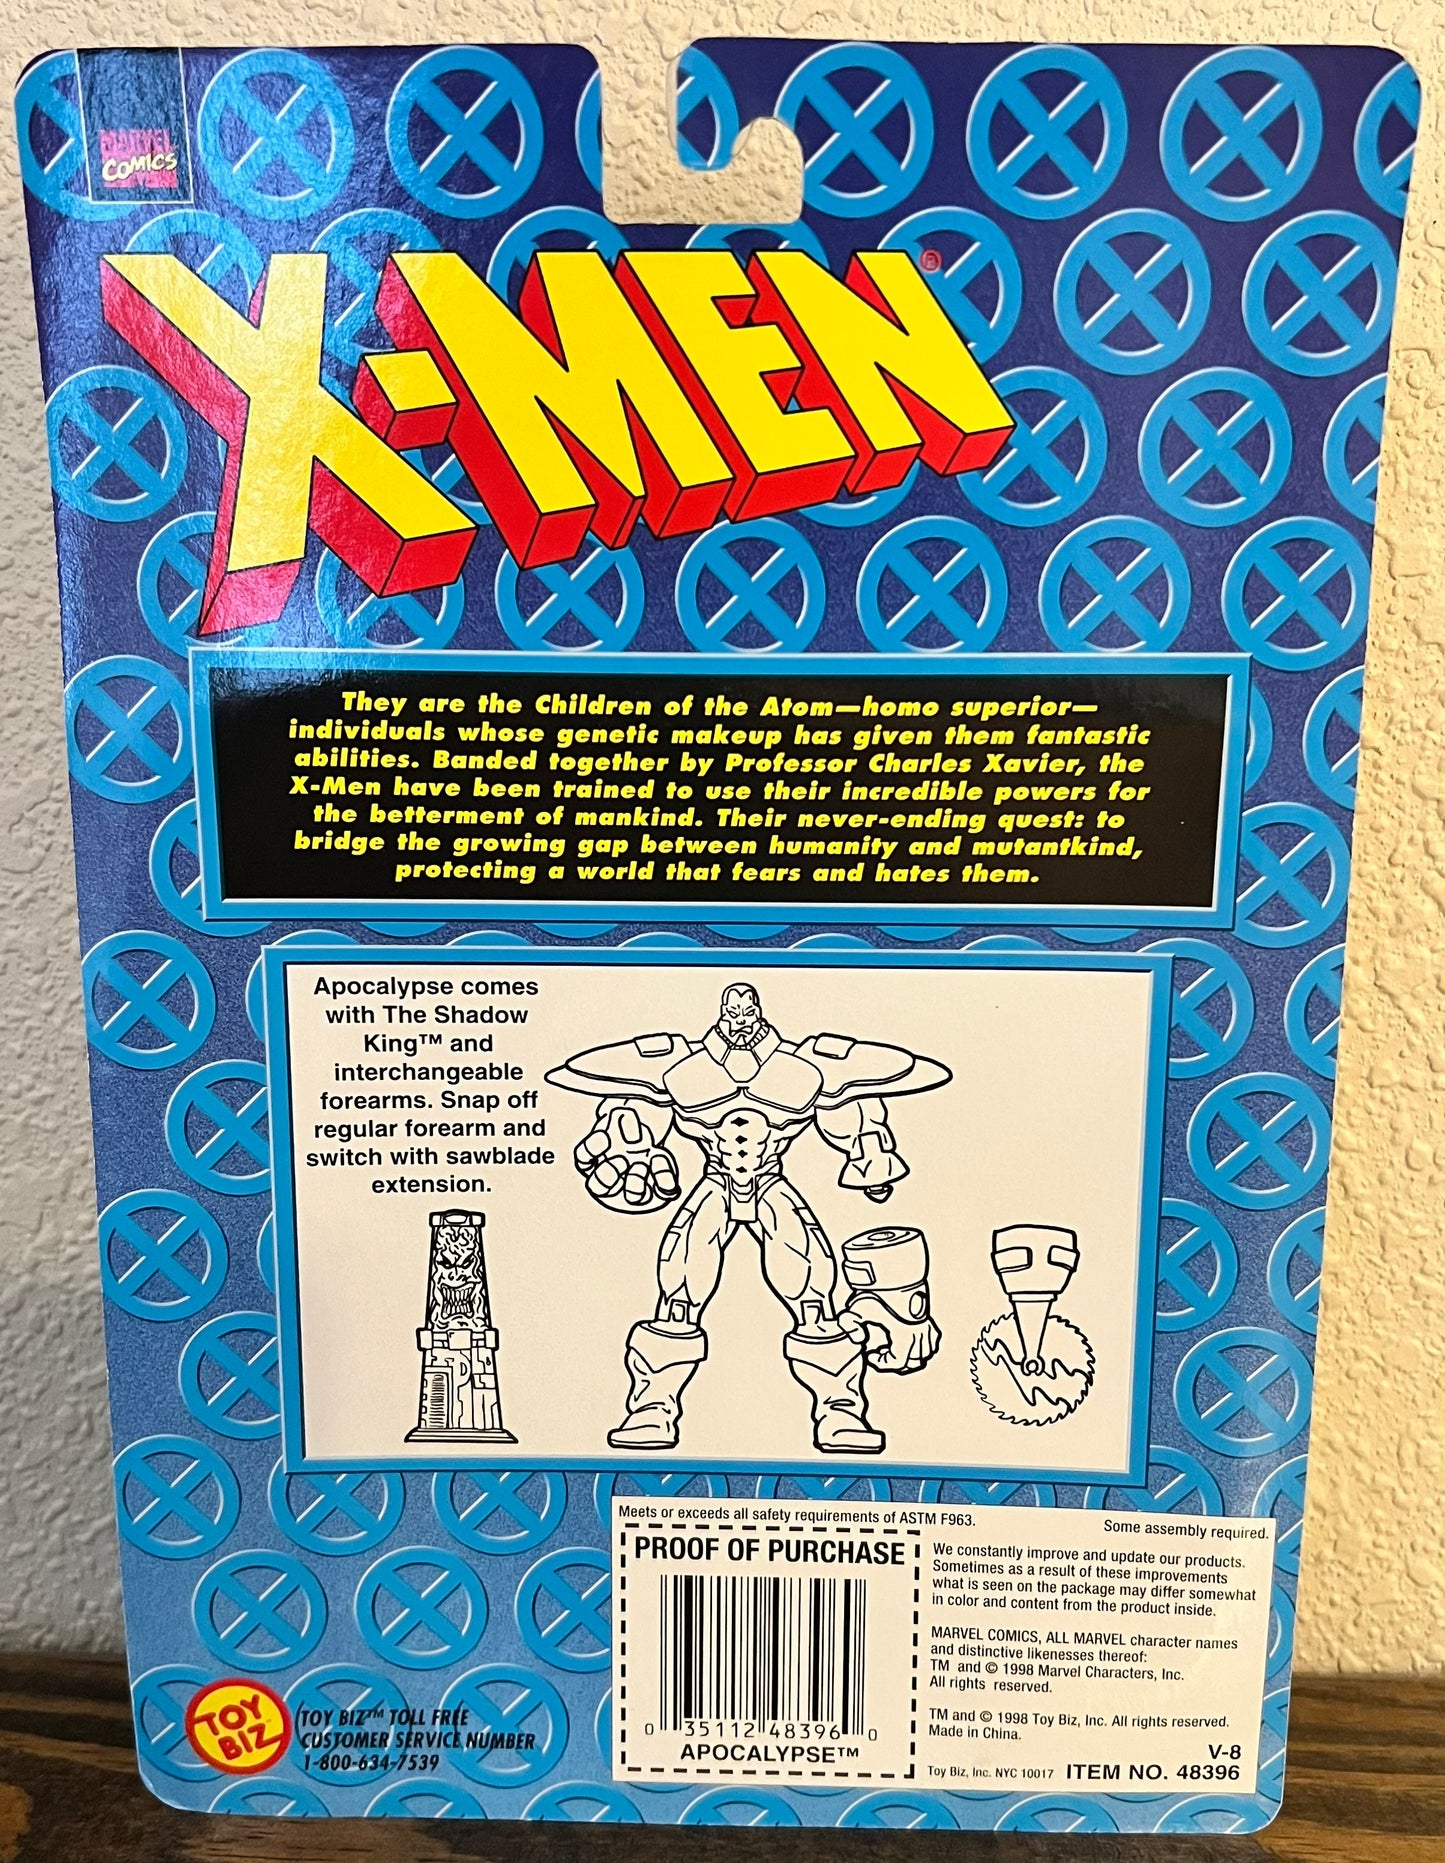 MARVEL
COMICS
X-MEN®
They are the Children of the Atom—homo superior—
individuals whose genetic makeup has given them fantastic
abilities. Banded together by Professor Charles Xavier, the
X-Men have been trained to use their incredible powers for
the betterment of mankind. Their never-ending quest: to
bridge the growing gap between humanity and mutantkind,
protecting a world that fears and hates them.
Apocalypse comes
with The Shadow
King™ and
interchangeable
forearms. Snap off
regular forearm and
switch with sawblade
extension.
Meets or exceeds all safety requirements of ASTM F963.
Some assembly required.
PROOF OF PURCHASE
0 35112 48396 0
APOCALYPSE™
We constantly improve and update our products.
Sometimes as a result of these improvements
what is seen on the package may differ somewhat
in color and content from the product inside.
MARVEL COMICS, ALL MARVEL character names
and distinctive likenesses thereof:
TM and © 1998 Marvel Characters, Inc.
All rights reserved.
TM and © 1998 Toy Biz, Inc. All rights reserved.
Made in China.
V-8
Toy Biz, Inc. NYC 10017 ITEM NO. 48396
TOY
BIZ
TOY BIZ™ TOLL FREE
CUSTOMER SERVICE NUMBER
1-800-634-7539